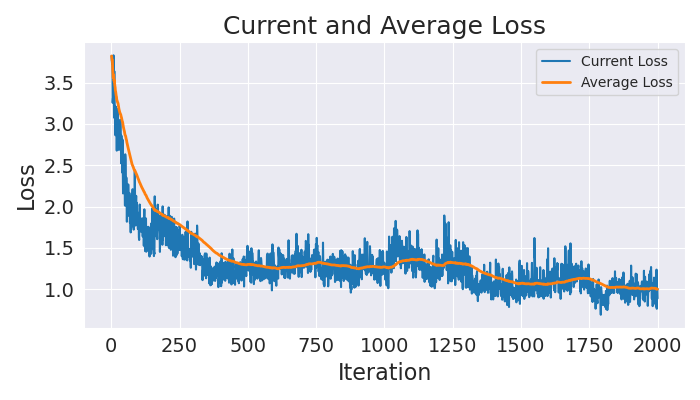 Current and Average Loss
Current Loss
Average Loss
Loss
3.5
3.0
2.5
2.0
1.5
1.0
0 250 500 750 1000 1250 1500 1750 2000
Iteration